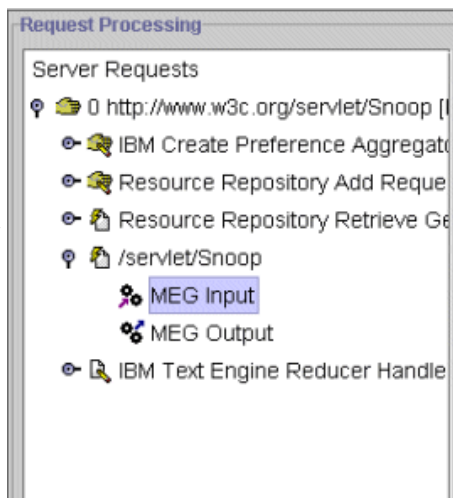 Request Processing
Server Requests
0 http://www.w3c.org/servlet/Snoop [
IBM Create Preference Aggregato
Resource Repository Add Reque
Resource Repository Retrieve Ge
/servlet/Snoop
MEG Input
MEG Output
IBM Text Engine Reducer Handle